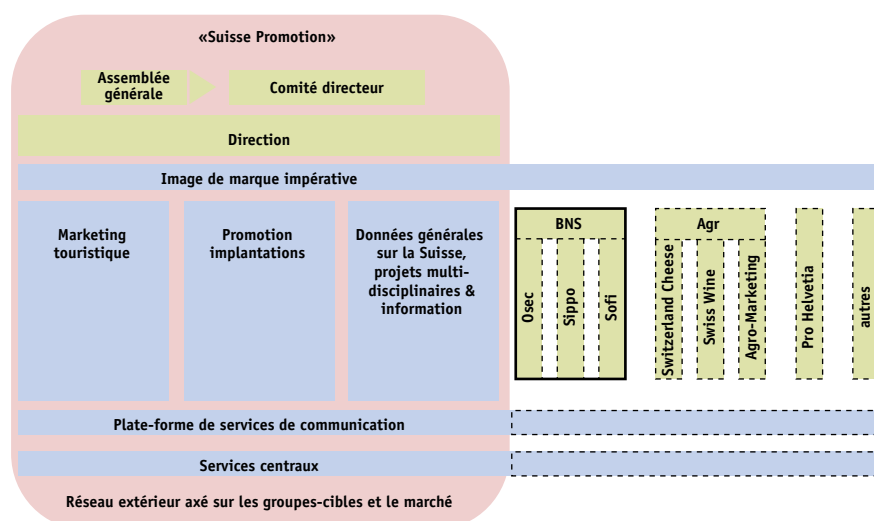 «Suisse Promotion»
Assemblée
générale
Comité directeur
Direction
Image de marque impérative
Marketing
touristique
Promotion
implantations
Données générales
sur la Suisse,
projets multi-
disciplinaires &
information
BNS
Osec
Sippo
Sofi
Agr
Switzerland Cheese
Swiss Wine
Agro-Marketing
Pro Helvetia
autres
Plate-forme de services de communication
Services centraux
Réseau extérieur axé sur les groupes-cibles et le marché